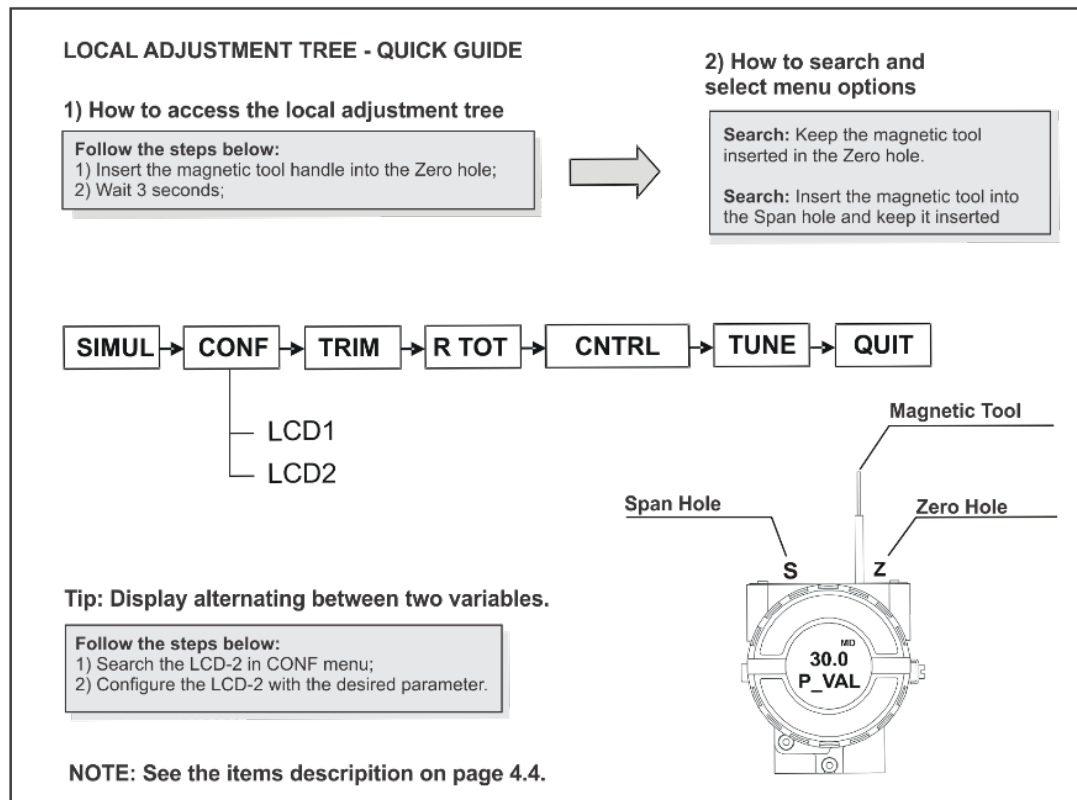 LOCAL ADJUSTMENT TREE - QUICK GUIDE
1) How to access the local adjustment tree
Follow the steps below:
1) Insert the magnetic tool handle into the Zero hole;
2) Wait 3 seconds;
2) How to search and
select menu options
Search: Keep the magnetic tool
inserted in the Zero hole.
Search: Insert the magnetic tool into
the Span hole and keep it inserted
SIMUL
CONF
TRIM
R TOT
CNTRL
TUNE
QUIT
LCD1
LCD2
Magnetic Tool
Span Hole
Zero Hole
S
Z
MD
30.0
P_VAL
Tip: Display alternating between two variables.
Follow the steps below:
1) Search the LCD-2 in CONF menu;
2) Configure the LCD-2 with the desired parameter.
NOTE: See the items descripition on page 4.4.